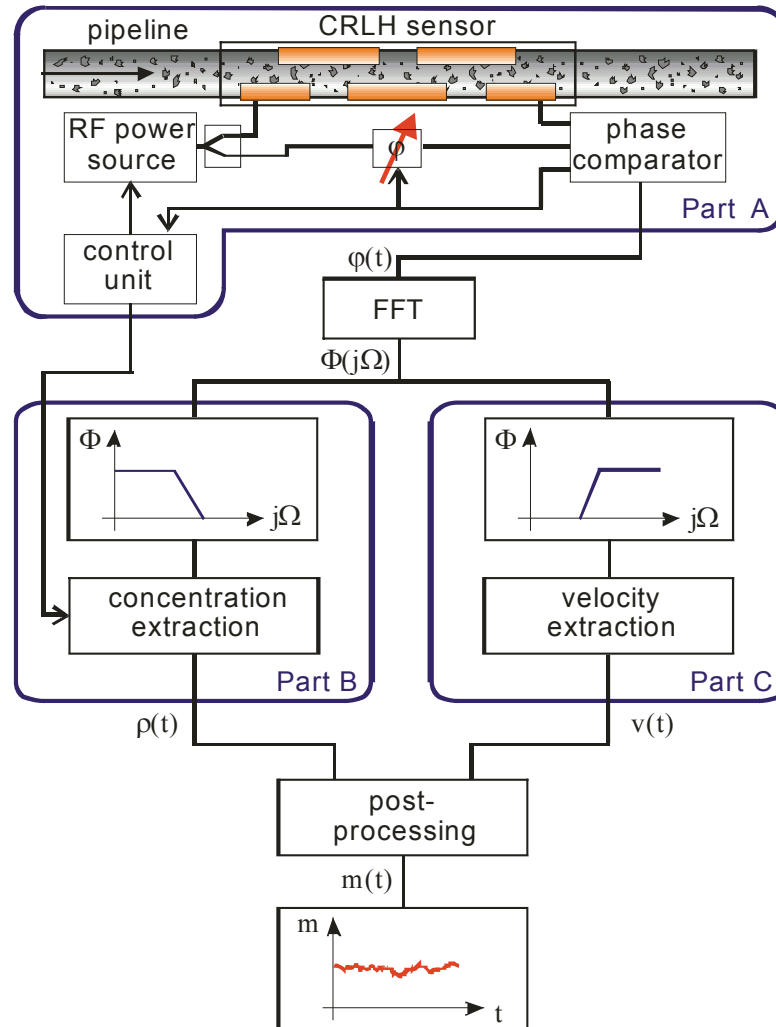 pipeline
CRLH sensor
RF power
source
φ
phase
comparator
Part A
control
unit
φ(t)
FFT
Φ(jΩ)
Φ
jΩ
Φ
jΩ
concentration
extraction
velocity
extraction
Part B
Part C
ρ(t)
v(t)
post-
processing
m(t)
m
t